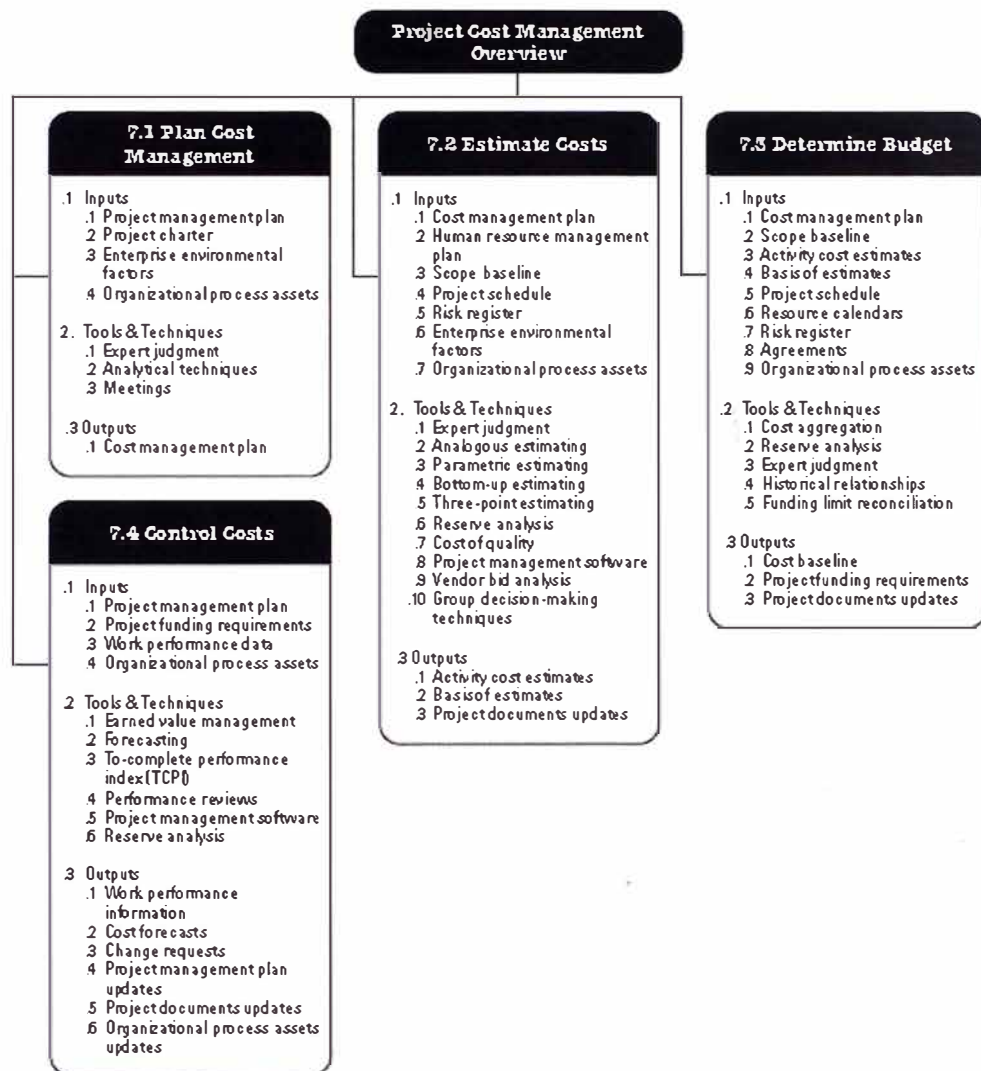 Project Cost Management
Overview
7.1 Plan Cost
Management
.1 Inputs
.1 Project management plan
.2 Project charter
.3 Enterprise environmental
factors
.4 Organizational process assets
2. Tools & Techniques
.1 Expert judgment
.2 Analytical techniques
.3 Meetings
.3 Outputs
.1 Cost management plan
7.2 Estimate Costs
.1 Inputs
.1 Cost management plan
.2 Human resource management
plan
.3 Scope baseline
.4 Project schedule
.5 Risk register
.6 Enterprise environmental
factors
.7 Organizational process assets
2. Tools & Techniques
.1 Expert judgment
.2 Analogous estimating
.3 Parametric estimating
.4 Bottom-up estimating
.5 Three-point estimating
.6 Reserve analysis
.7 Cost of quality
.8 Project management software
.9 Vendor bid analysis
.10 Group decision-making
techniques
.3 Outputs
.1 Activity cost estimates
.2 Basis of estimates
.3 Project documents updates
7.3 Determine Budget
.1 Inputs
.1 Cost management plan
.2 Scope baseline
.3 Activity cost estimates
.4 Basis of estimates
.5 Project schedule
.6 Resource calendars
.7 Risk register
.8 Agreements
.9 Organizational process assets
.2 Tools & Techniques
.1 Cost aggregation
.2 Reserve analysis
.3 Expert judgment
.4 Historical relationships
.5 Funding limit reconciliation
.3 Outputs
.1 Cost baseline
.2 Project funding requirements
.3 Project documents updates
7.4 Control Costs
.1 Inputs
.1 Project management plan
.2 Project funding requirements
.3 Work performance data
.4 Organizational process assets
.2 Tools & Techniques
.1 Earned value management
.2 Forecasting
.3 To-complete performance
index (TCPI)
.4 Performance reviews
.5 Project management software
.6 Reserve analysis
.3 Outputs
.1 Work performance
information
.2 Cost forecasts
.3 Change requests
.4 Project management plan
updates
.5 Project documents updates
.6 Organizational process assets
updates